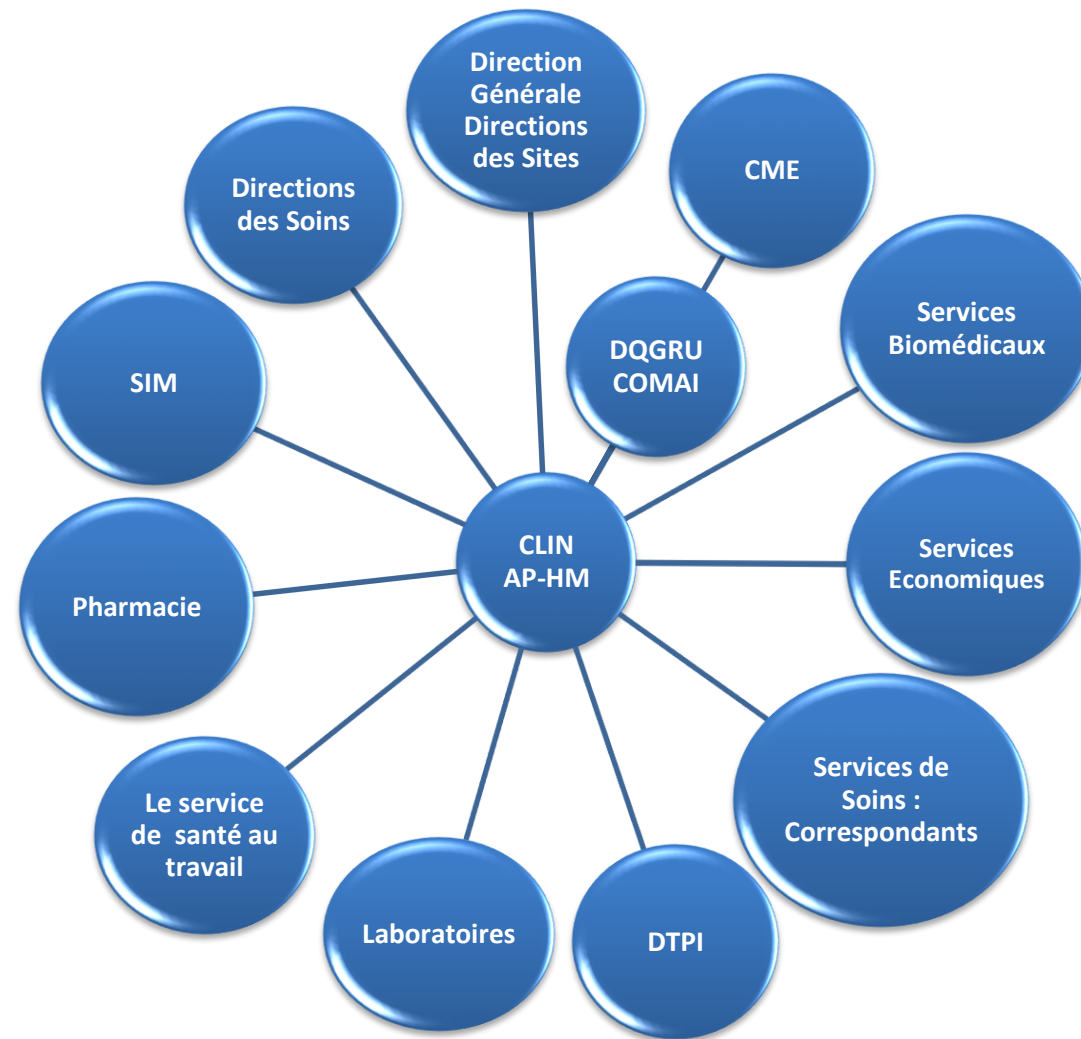 Direction
Générale
Directions
des Sites
CME
Directions
des Soins
Services
Biomédicaux
DQGRU
COMAI
SIM
CLIN
AP-HM
Services
Economiques
Pharmacie
Services de
Soins :
Correspondants
Le service
de santé au
travail
Laboratoires
DTPI